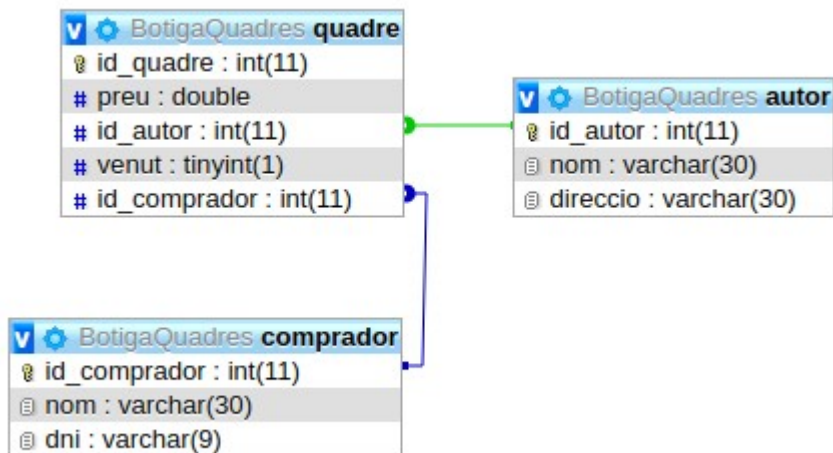 v BotigaQuadres quadre
id_quadre : int(11)
# preu : double
# id_autor : int(11)
# venut : tinyint(1)
# id_comprador : int(11)
v BotigaQuadres autor
id_autor : int(11)
nom : varchar(30)
direccio : varchar(30)
v BotigaQuadres comprador
id_comprador : int(11)
nom : varchar(30)
dni : varchar(9)